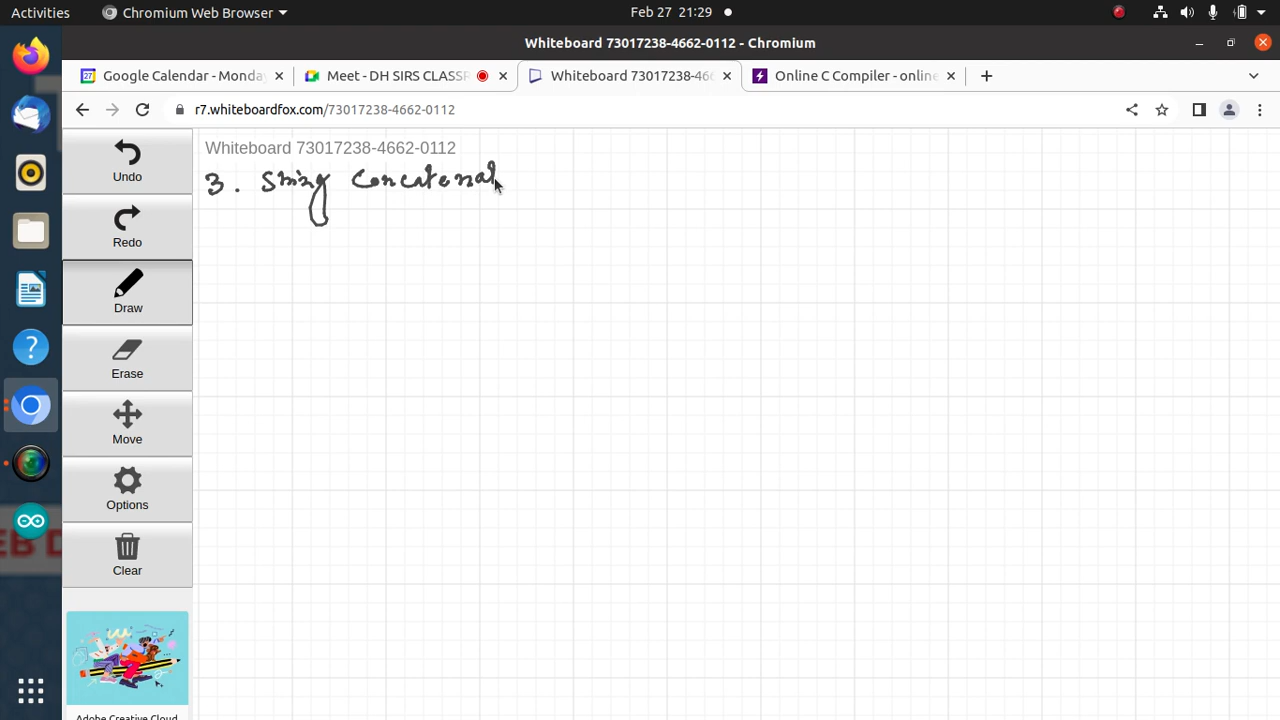 Activities Chromium Web Browser Feb 27 21:29
Whiteboard 73017238-4662-0112 - Chromium
Google Calendar - Monda Meet - DH SIRS CLASSR Whiteboard 73017238-466 Online C Compiler - online
r7.whiteboardfox.com/73017238-4662-0112
Undo
Redo
Draw
Erase
Move
Options
Clear
Adobe Creative Cloud
Whiteboard 73017238-4662-0112
3. String Concatenat